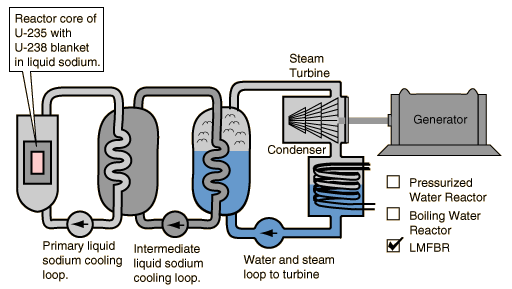 Reactor core of
U-235 with
U-238 blanket
in liquid sodium.
Steam
Turbine
Generator
Condenser
Pressurized
Water Reactor
Boiling Water
Reactor
LMFBR
Primary liquid
sodium cooling
loop.
Intermediate
liquid sodium
cooling loop.
Water and steam
loop to turbine